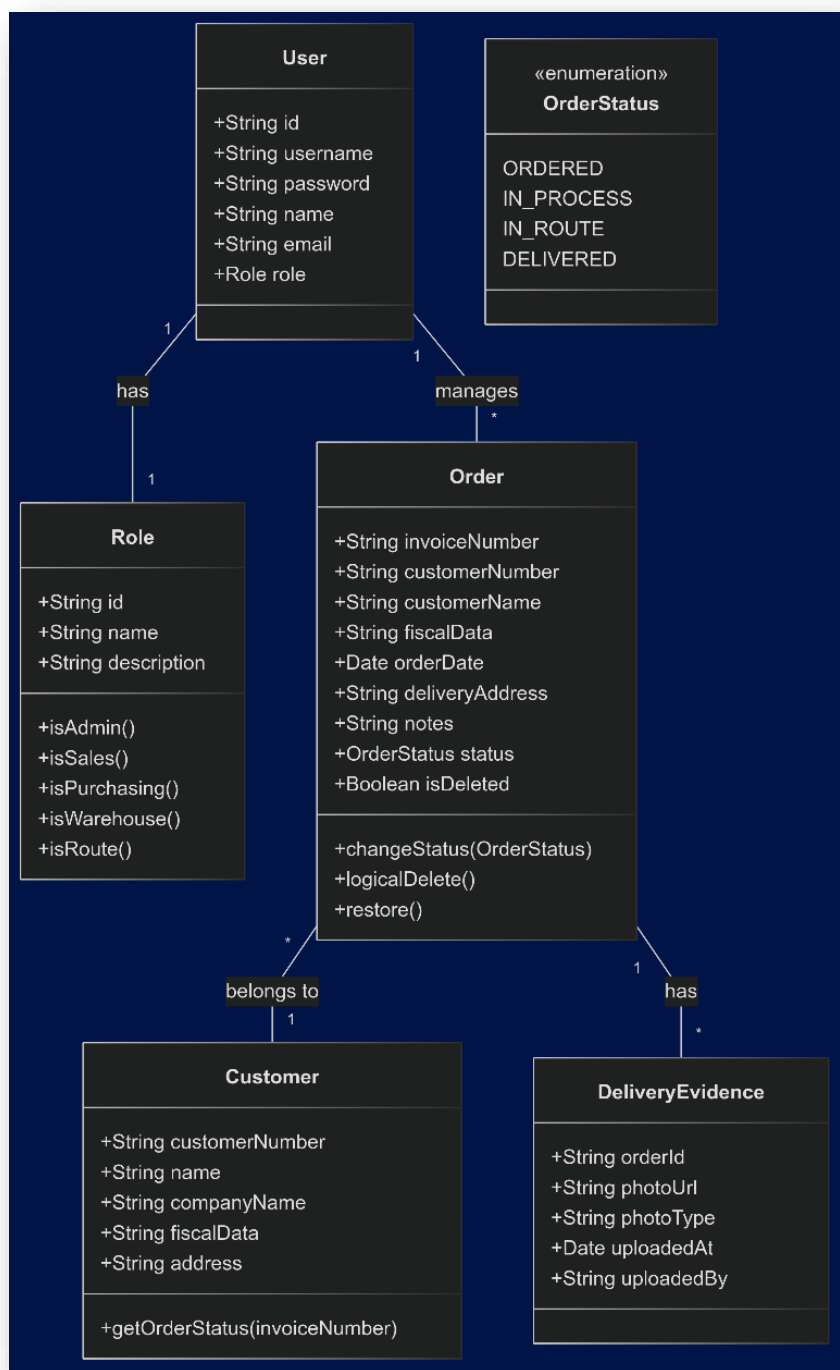 User
+String id
+String username
+String password
+String name
+String email
+Role role
«enumeration»
OrderStatus
ORDERED
IN_PROCESS
IN_ROUTE
DELIVERED
1
has
1
1
manages
*
Role
+String id
+String name
+String description
+isAdmin()
+isSales()
+isPurchasing()
+isWarehouse()
+isRoute()
Order
+String invoiceNumber
+String customerNumber
+String customerName
+String fiscalData
+Date orderDate
+String deliveryAddress
+String notes
+OrderStatus status
+Boolean isDeleted
+changeStatus(OrderStatus)
+logicalDelete()
+restore()
*
belongs to
1
1
has
*
Customer
+String customerNumber
+String name
+String companyName
+String fiscalData
+String address
+getOrderStatus(invoiceNumber)
DeliveryEvidence
+String orderId
+String photoUrl
+String photoType
+Date uploadedAt
+String uploadedBy